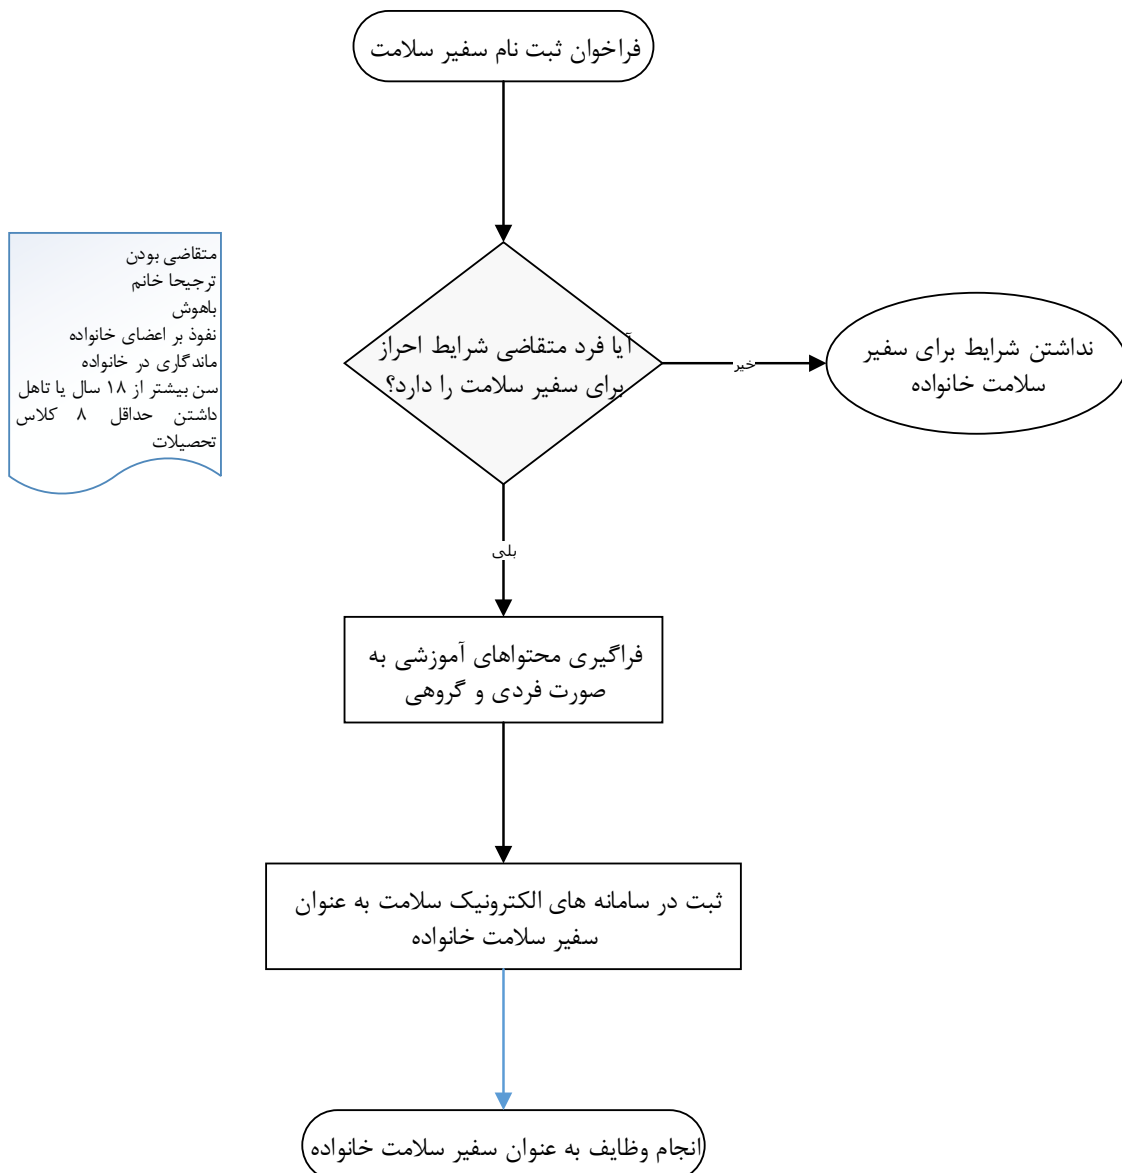 فراخوان ثبت نام سفیر سلامت
متقاضی بودن
ترجیحا خانم
باهوش
نفوذ بر اعضای خانواده
ماندگاری در خانواده
سن بیشتر از ۱۸ سال یا تاهل
داشتن حداقل ۸ کلاس
تحصیلات
آیا فرد متقاضی شرایط احراز
برای سفیر سلامت را دارد؟
خیر
نداشتن شرایط برای سفیر
سلامت خانواده
بلی
فراگیری محتواهای آموزشی به
صورت فردی و گروهی
ثبت در سامانه های الکترونیک سلامت به عنوان
سفیر سلامت خانواده
انجام وظایف به عنوان سفیر سلامت خانواده